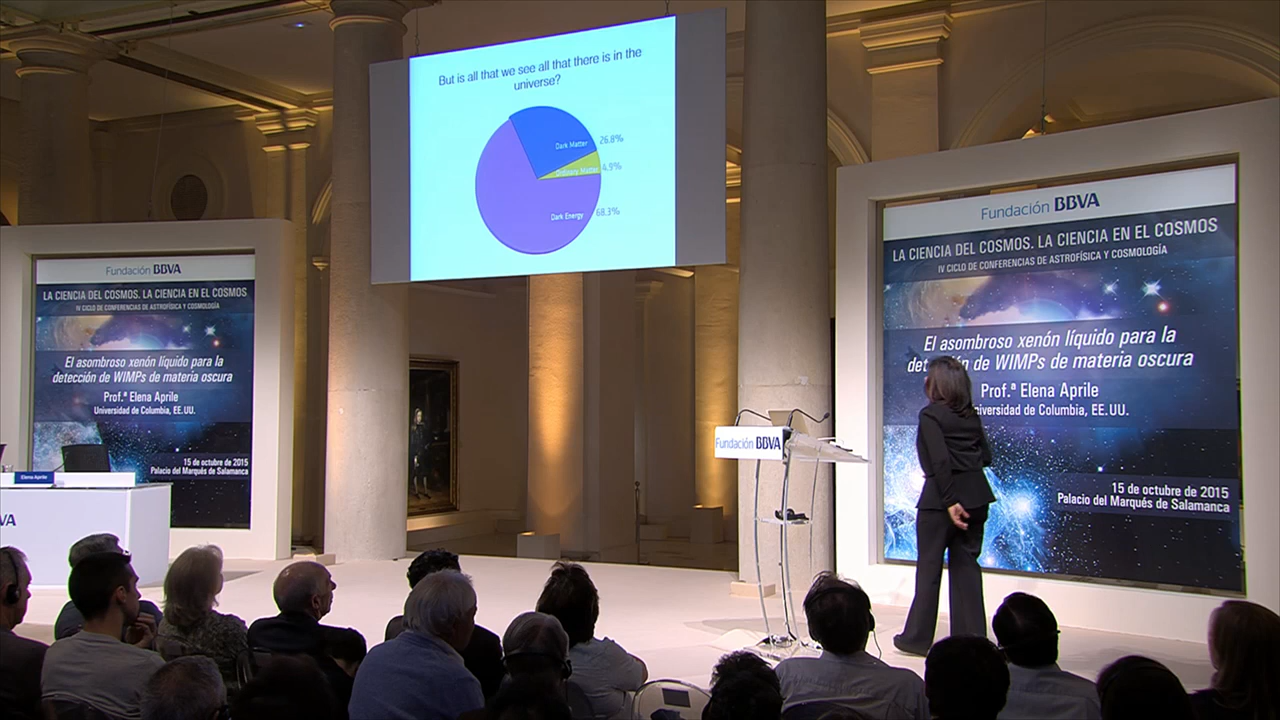 But is all that we see all that there is in the
universe?
Dark Matter
26.8%
Ordinary Matter
4.9%
Dark Energy
68.3%
Fundación BBVA
LA CIENCIA DEL COSMOS. LA CIENCIA EN EL COSMOS
IV CICLO DE CONFERENCIAS DE ASTROFÍSICA Y COSMOLOGÍA
El asombroso xenón líquido para la
detección de WIMPs de materia oscura
Prof.ª Elena Aprile
Universidad de Columbia, EE.UU.
15 de octubre de 2015
Palacio del Marqués de Salamanca
Elena Aprile
VA
Fundación BBVA
Fundación BBVA
LA CIENCIA DEL COSMOS. LA CIENCIA EN EL COSMOS
IV CICLO DE CONFERENCIAS DE ASTROFÍSICA Y COSMOLOGÍA
El asombroso xenón líquido para la
de ción de WIMPs de materia oscura
Prof.ª Elena Aprile
iversidad de Columbia, EE.UU.
15 de octubre de 2015
Palacio del Marqués de Salamanca